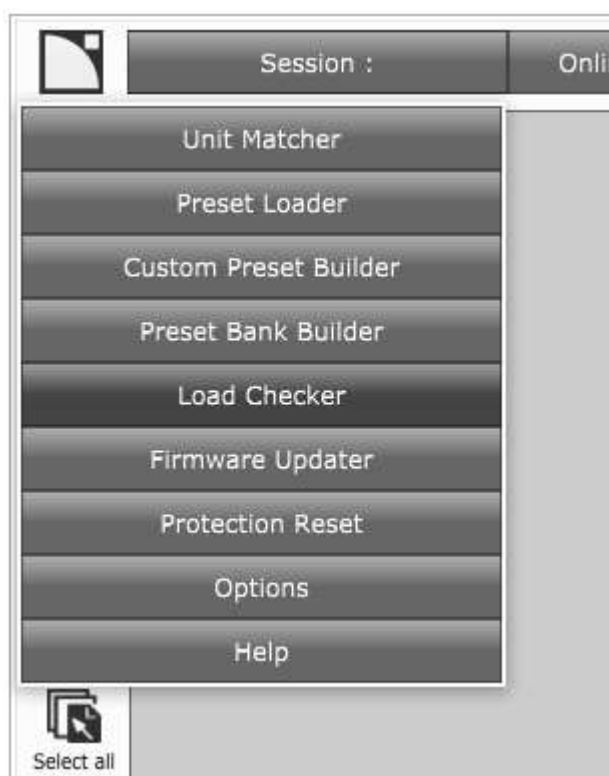 Session :
Onli
Unit Matcher
Preset Loader
Custom Preset Builder
Preset Bank Builder
Load Checker
Firmware Updater
Protection Reset
Options
Help
Select all